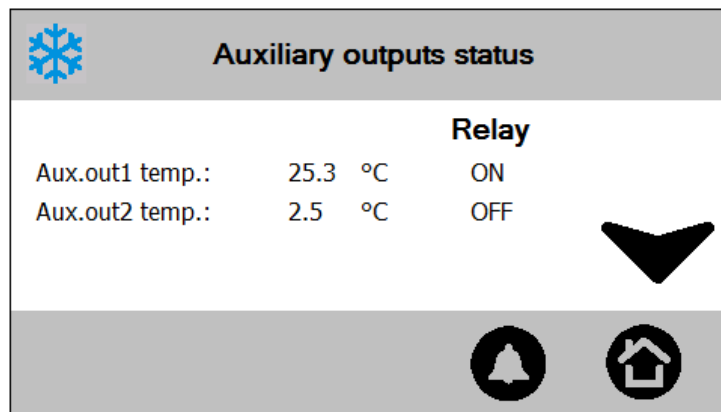 Auxiliary outputs status
Relay
Aux.out1 temp.: 25.3 °C ON
Aux.out2 temp.: 2.5 °C OFF